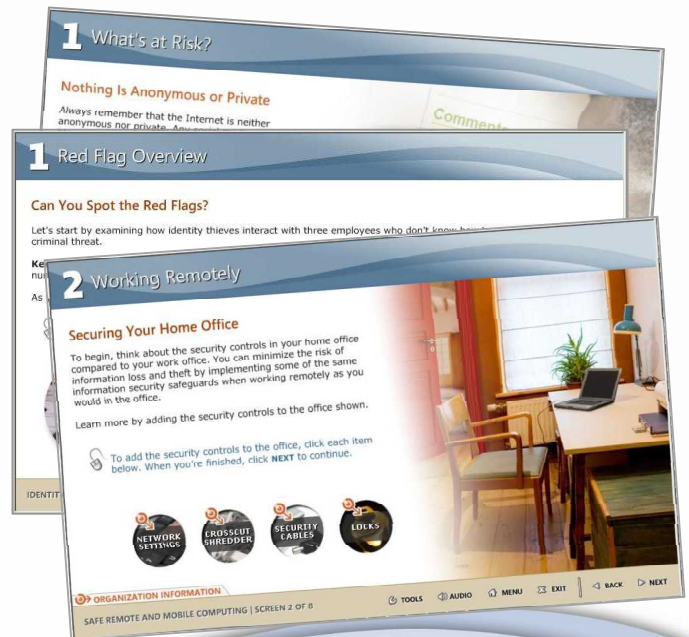 1 What's at Risk?
Nothing Is Anonymous or Private
Always remember that the Internet is neither
anonymous nor private. Any
Comments
1 Red Flag Overview
Can You Spot the Red Flags?
Let's start by examining how identity thieves interact with three employees who don't know how
criminal threat.
Ke
nu
As
IDENTIT
2 Working Remotely
Securing Your Home Office
To begin, think about the security controls in your home office
compared to your work office. You can minimize the risk of
information loss and theft by implementing some of the same
information security safeguards when working remotely as you
would in the office.
Learn more by adding the security controls to the office shown.
To add the security controls to the office, click each item
below. When you're finished, click NEXT to continue.
NETWORK
SETTINGS
CROSSCUT
SHREDDER
SECURITY
CABLES
LOCKS
ORGANIZATION INFORMATION
SAFE REMOTE AND MOBILE COMPUTING | SCREEN 2 OF 8
TOOLS AUDIO MENU EXIT | BACK NEXT